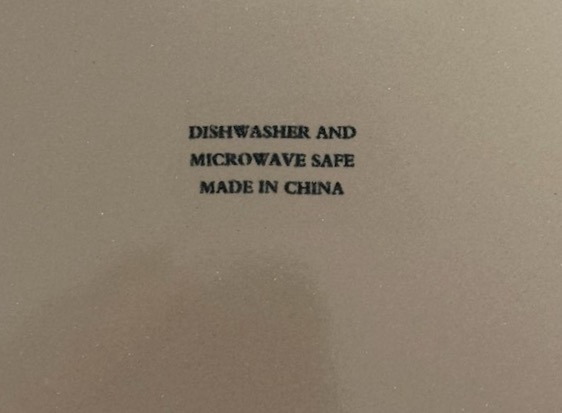 DISHWASHER AND
MICROWAVE SAFE
MADE IN CHINA